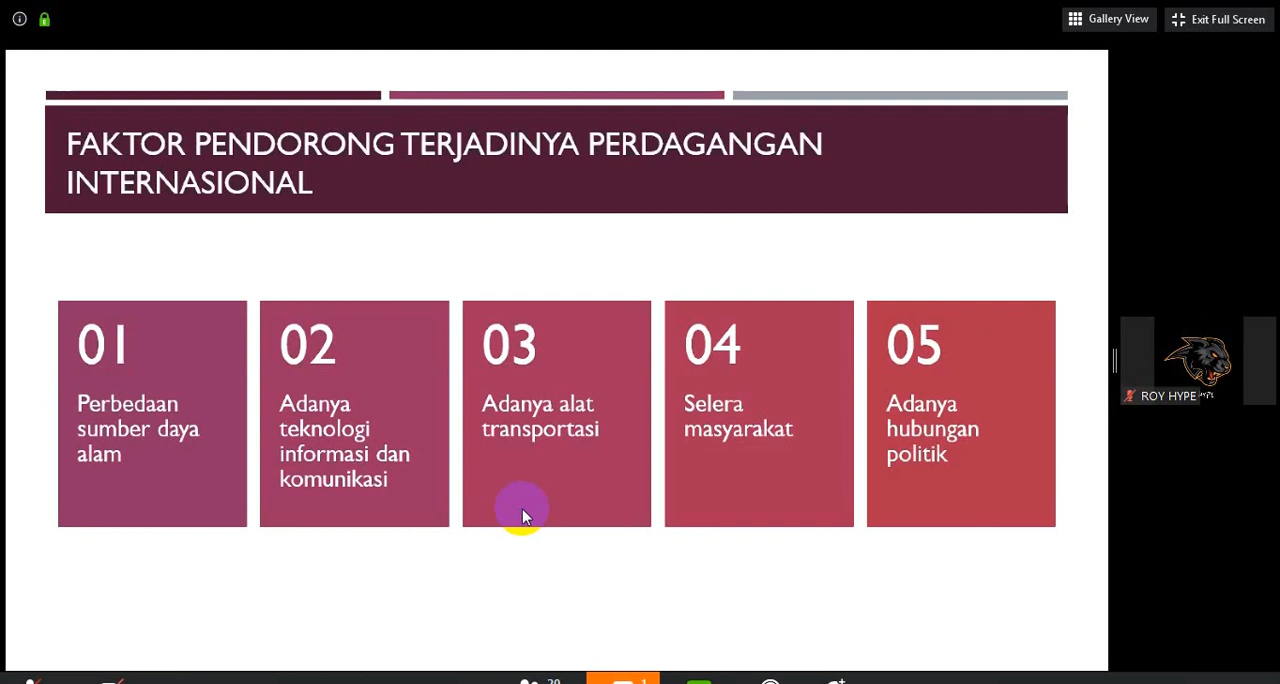 Gallery View
Exit Full Screen
FAKTOR PENDORONG TERJADINYA PERDAGANGAN
INTERNASIONAL
01
Perbedaan
sumber daya
alam
02
Adanya
teknologi
informasi dan
komunikasi
03
Adanya alat
transportasi
04
Selera
masyarakat
05
Adanya
hubungan
politik
ROY HYPE